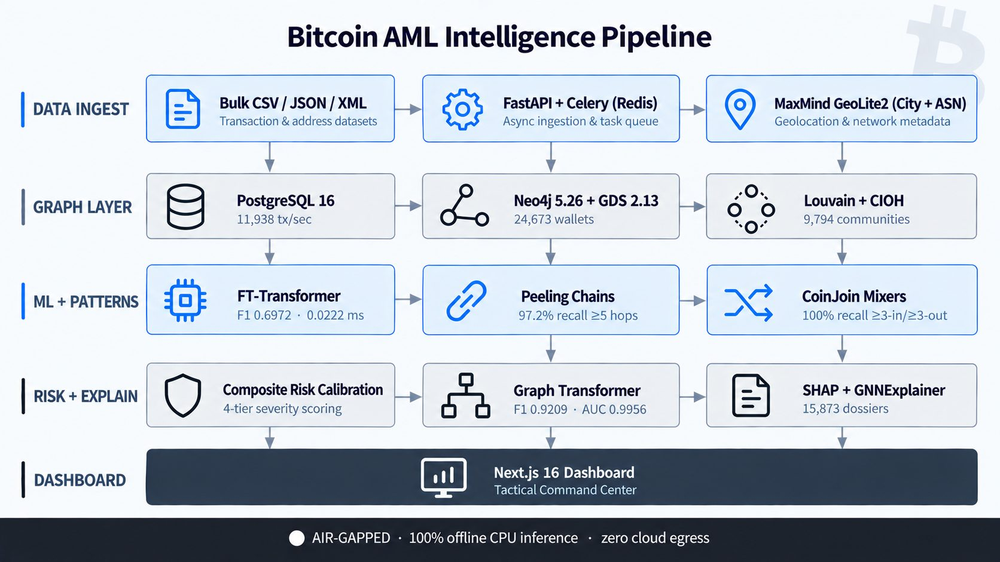 Bitcoin AML Intelligence Pipeline
DATA INGEST
Bulk CSV / JSON / XML
Transaction & address datasets
FastAPI + Celery (Redis)
Async ingestion & task queue
MaxMind GeoLite2 (City + ASN)
Geolocation & network metadata
GRAPH LAYER
PostgreSQL 16
11,938 tx/sec
Neo4j 5.26 + GDS 2.13
24,673 wallets
Louvain + CIOH
9,794 communities
ML + PATTERNS
FT-Transformer
F1 0.6972 · 0.0222 ms
Peeling Chains
97.2% recall ≥5 hops
CoinJoin Mixers
100% recall ≥3-in/≥3-out
RISK + EXPLAIN
Composite Risk Calibration
4-tier severity scoring
Graph Transformer
F1 0.9209 · AUC 0.9956
SHAP + GNNExplainer
15,873 dossiers
DASHBOARD
Next.js 16 Dashboard
Tactical Command Center
AIR-GAPPED · 100% offline CPU inference · zero cloud egress